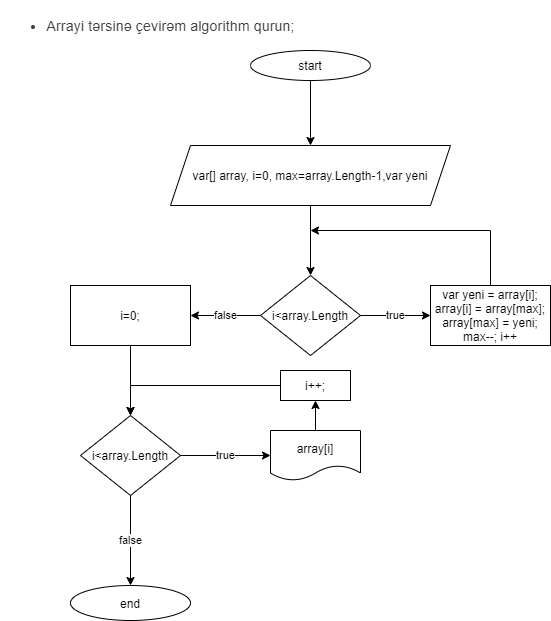 Arrayi tərsinə çevirəm algorithm qurun;
start
var[] array, i=0, max=array.Length-1,var yeni
i<array.Length
true
var yeni = array[i];
array[i] = array[max];
array[max] = yeni;
max--; i++
false
i=0;
i++;
i<array.Length
true
array[i]
false
end